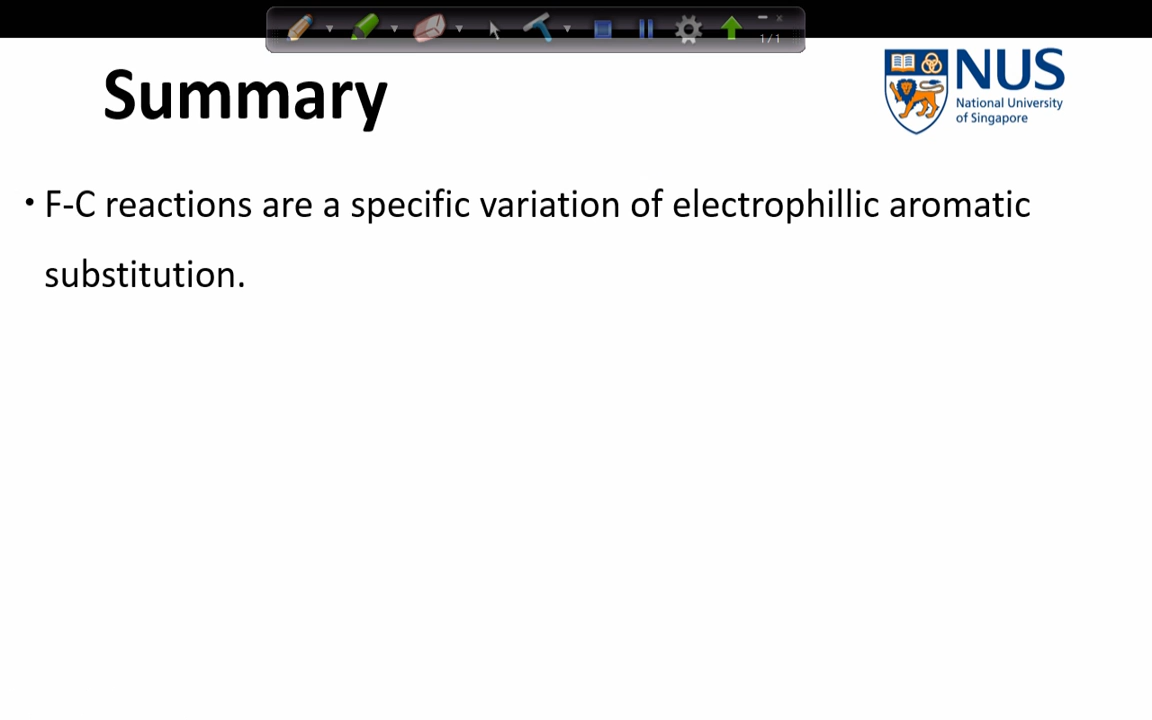 1/1
Summary
NUS
National University
of Singapore
• F-C reactions are a specific variation of electrophillic aromatic
substitution.